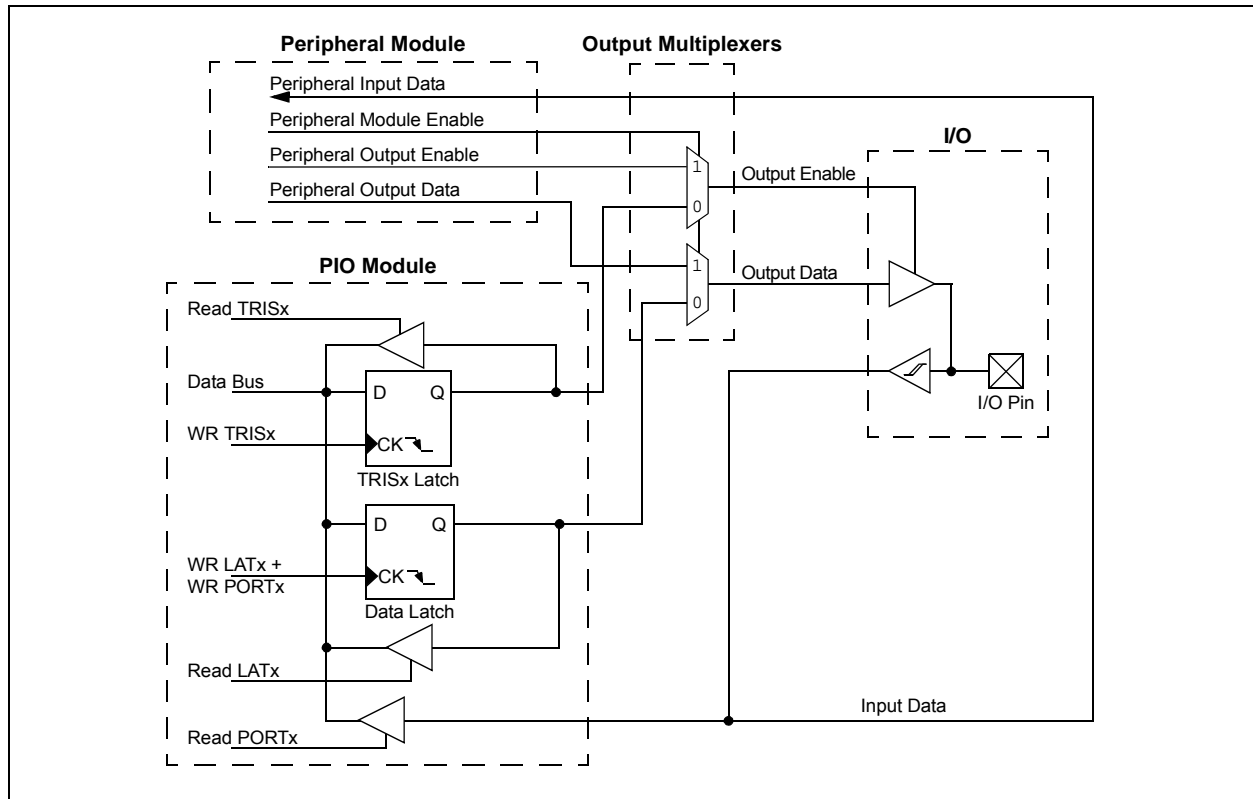 Peripheral Module
Output Multiplexers
Peripheral Input Data
Peripheral Module Enable
Peripheral Output Enable
Peripheral Output Data
1
0
1
0
Output Enable
Output Data
I/O
I/O Pin
PIO Module
Read TRISx
Data Bus
D
Q
WR TRISx
CK
TRISx Latch
D
Q
WR LATx +
WR PORTx
CK
Data Latch
Read LATx
Read PORTx
Input Data